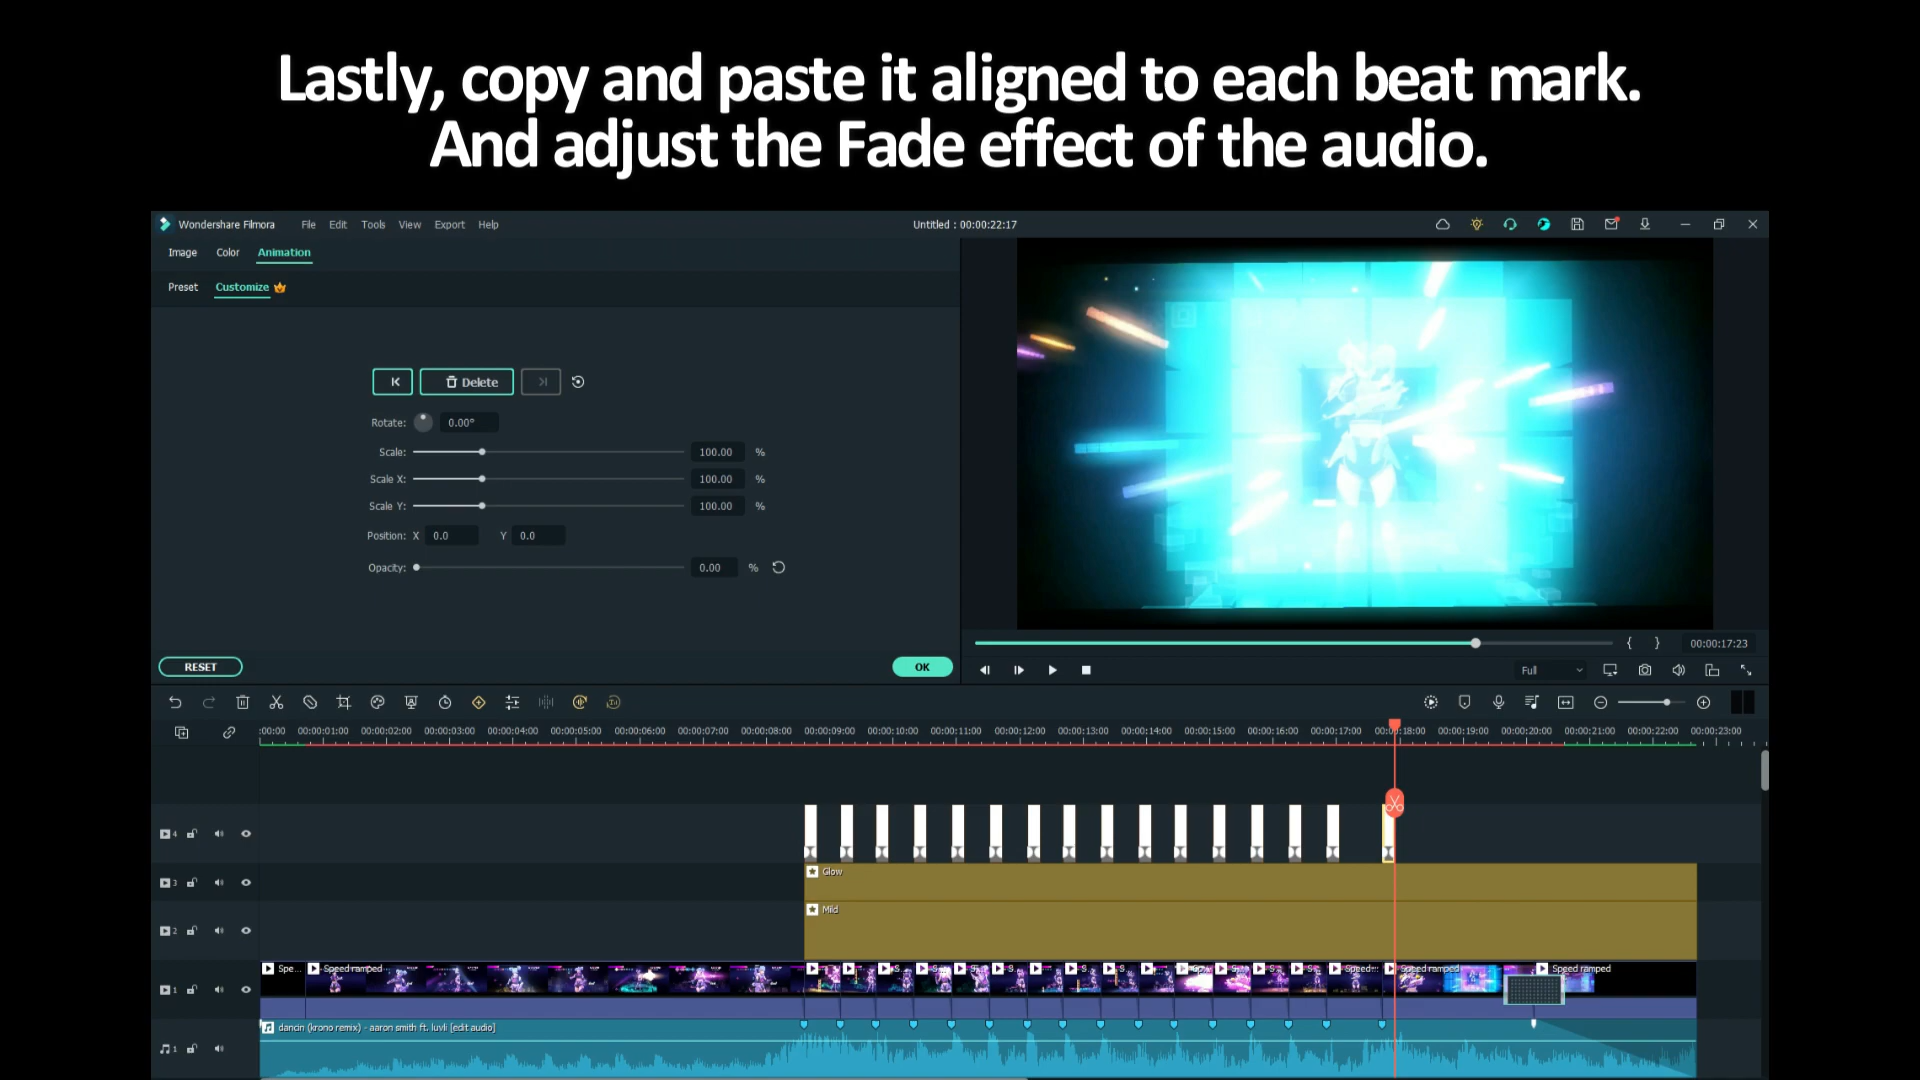 Lastly, copy and paste it aligned to each beat mark.
And adjust the Fade effect of the audio.
Wondershare Filmora File Edit Tools View Export Help Untitled : 00:00:22:17
Image Color Animation
Preset Customize
Delete
Rotate: 0.00°
Scale: 100.00 %
Scale X: 100.00 %
Scale Y: 100.00 %
Position: X 0.0 Y 0.0
Opacity: 0.00 %
{ } 00:00:17:23
RESET OK
Full
:00:00 00:00:01:00 00:00:02:00 00:00:03:00 00:00:04:00 00:00:05:00 00:00:06:00 00:00:07:00 00:00:08:00 00:00:09:00 00:00:10:00 00:00:11:00 00:00:12:00 00:00:13:00 00:00:14:00 00:00:15:00 00:00:16:00 00:00:17:00 00:00:18:00 00:00:19:00 00:00:20:00 00:00:21:00 00:00:22:00 00:00:23:00
4
3 Glow
2 Mild
Spe... Speed ramped S... S... S... S... S... Speed ramped Speed ramped
1
dancin (krono remix) - aaron smith ft. luvli [edit audio]
1